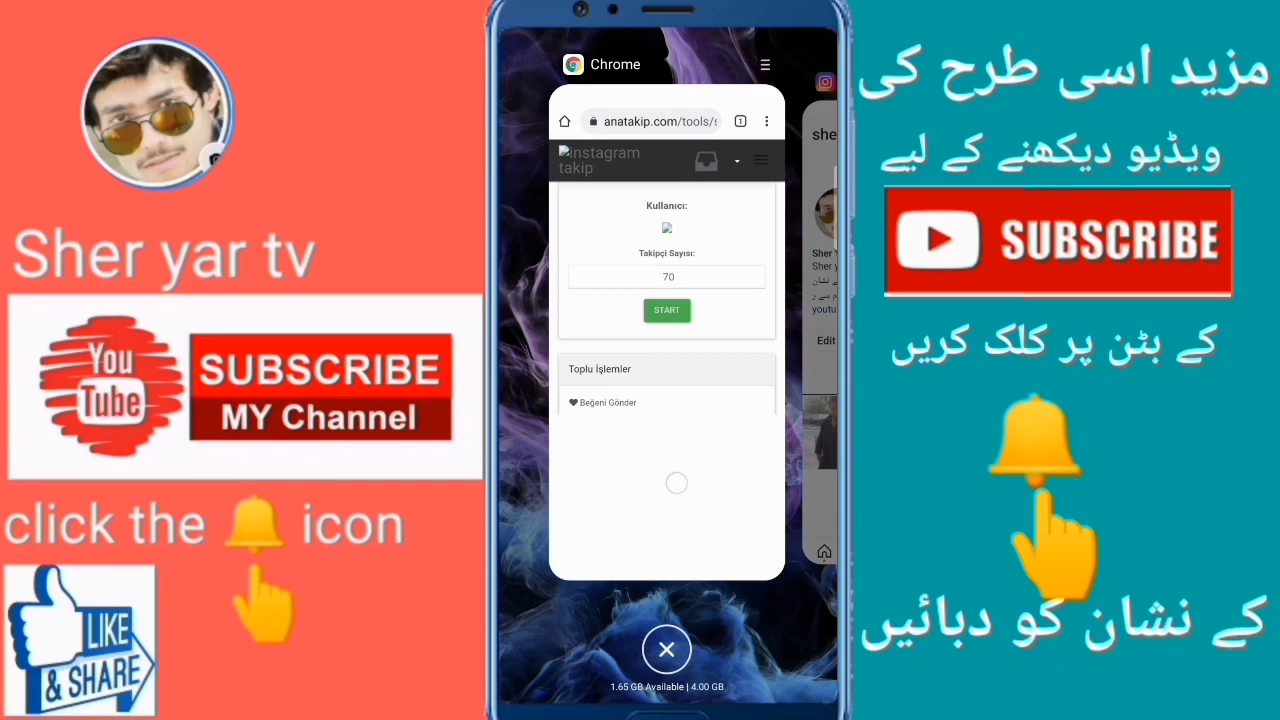 Sher yar tv
You
Tube
SUBSCRIBE
MY Channel
click the
icon
LIKE
& SHARE
Chrome
anatakip.com/tools/s
1
Instagram
takip
Kullanıcı:
Takipçi Sayısı:
70
START
Toplu İşlemler
Beğeni Gönder
she
Sher Y
Sher y
youtu
Edit
1.65 GB Available | 4.00 GB
مزید اسی طرح کی
ویڈیو دیکھنے کے لیے
SUBSCRIBE
کے بٹن پر کلک کریں
کے نشان کو دبائیں